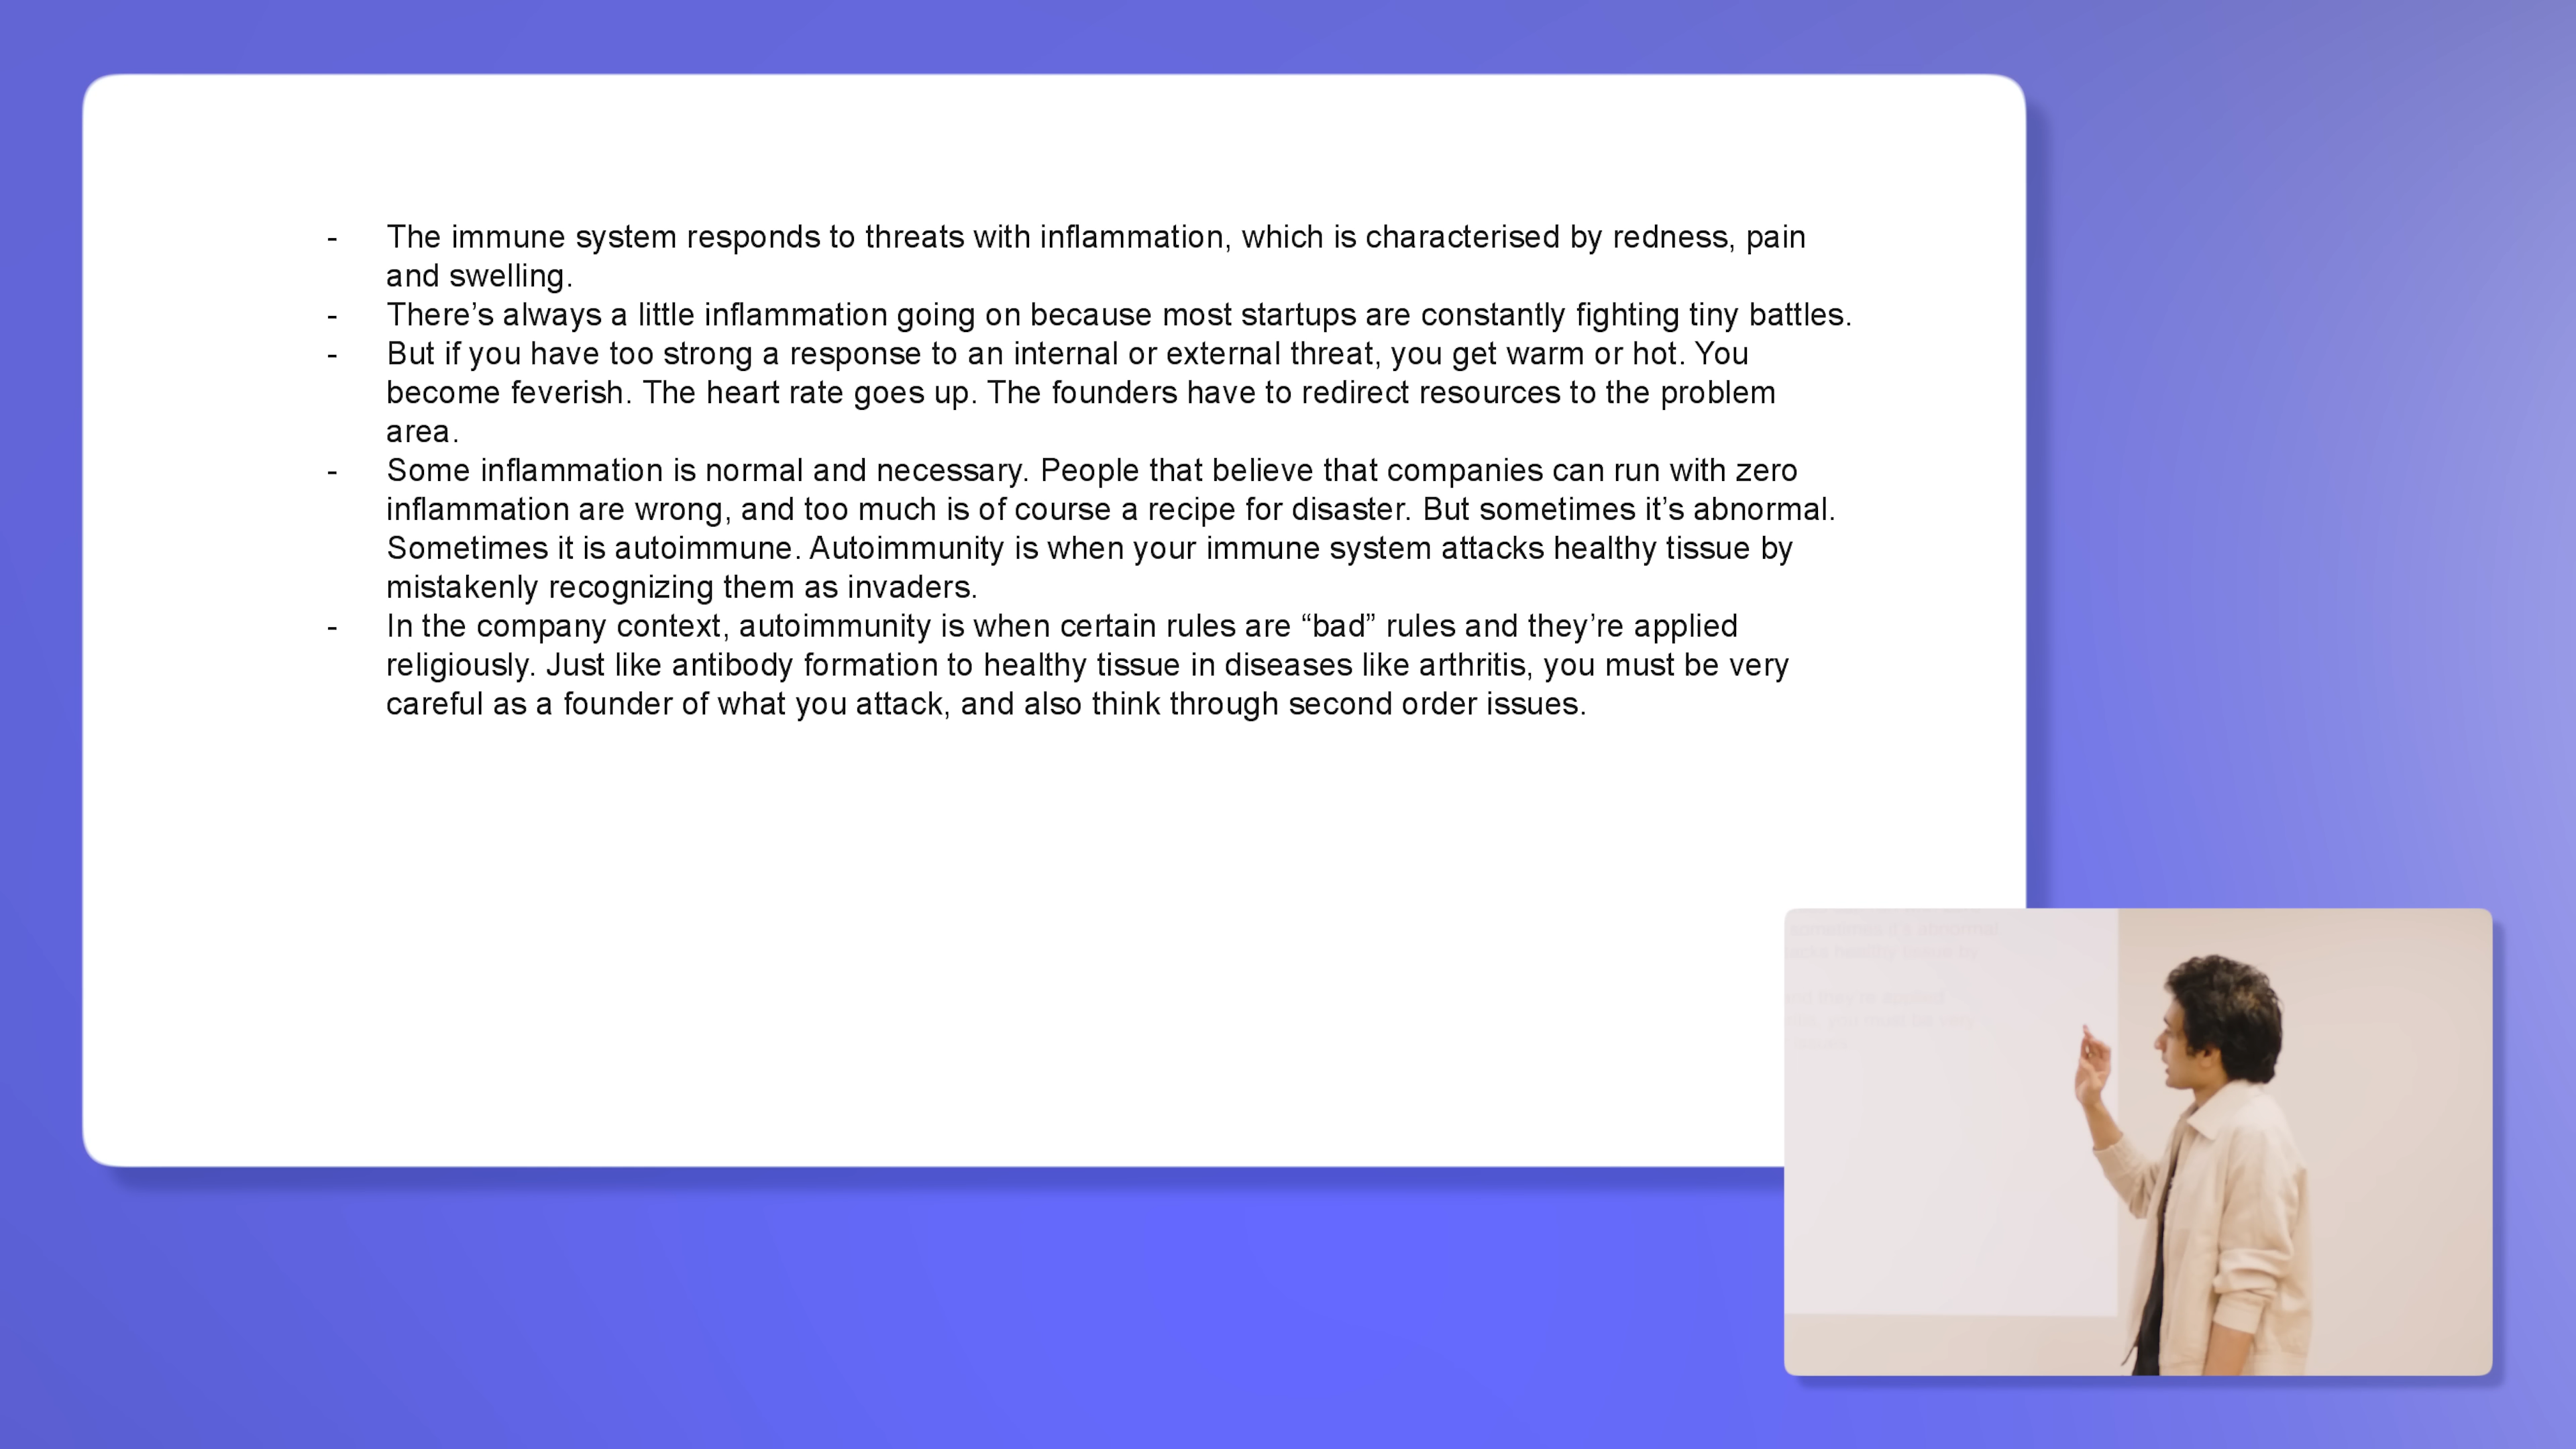 - The immune system responds to threats with inflammation, which is characterised by redness, pain
and swelling.
- There’s always a little inflammation going on because most startups are constantly fighting tiny battles.
- But if you have too strong a response to an internal or external threat, you get warm or hot. You
become feverish. The heart rate goes up. The founders have to redirect resources to the problem
area.
- Some inflammation is normal and necessary. People that believe that companies can run with zero
inflammation are wrong, and too much is of course a recipe for disaster. But sometimes it’s abnormal.
Sometimes it is autoimmune. Autoimmunity is when your immune system attacks healthy tissue by
mistakenly recognizing them as invaders.
- In the company context, autoimmunity is when certain rules are “bad” rules and they’re applied
religiously. Just like antibody formation to healthy tissue in diseases like arthritis, you must be very
careful as a founder of what you attack, and also think through second order issues.